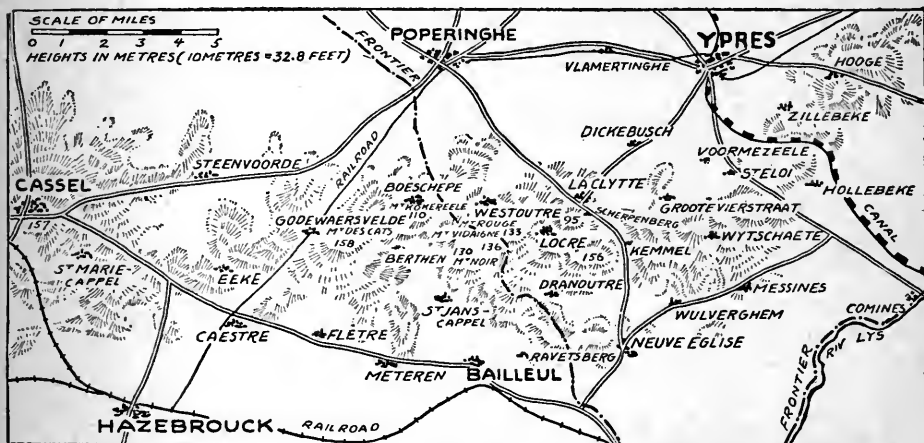 SCALE OF MILES
0 1 2 3 4 5
HEIGHTS IN METRES (10METRES = 32.8 FEET)
FRONTIER
POPERINGHE
YPRES
VLAMERTINGHE
HOOGE
ZILLEBEKE
DICKEBUSCH
VOORMEZEELE
STELOI
HOLLEBEKE
CANAL
STEENVOORDE
RAILROAD
CASSEL
157
BOESCHEPE
MT KOKEREELE
110
WESTOUTRE
LA CLYTTE
SCHERPENBERG
95
GROOTEVIERSTRAAT
GODEWAERSVELDE
MT DES CATS
158
MT ROUGE
MT VIDAIGNE 135
136
LOCRE
WYTSCHAETE
KEMMEL
156
BERTHEN
130
MT NOIR
ST MARIE-
CAPPEL
EEKE
DRANOUTRE
MESSINES
ST JANS-
CAPPEL
WULVERGHEM
COMINES
CAESTRE
FLÊTRE
RAVETSBERG
NEUVE EGLISE
RIV LYS
FRONTIER
METEREN
BAILLEUL
HAZEBROUCK
RAILROAD